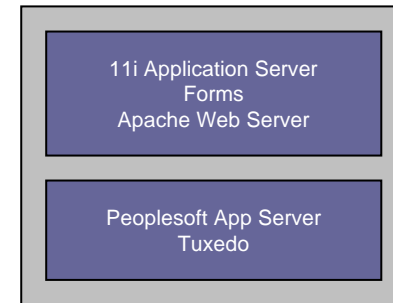 11i Application Server
Forms
Apache Web Server
Peoplesoft App Server
Tuxedo